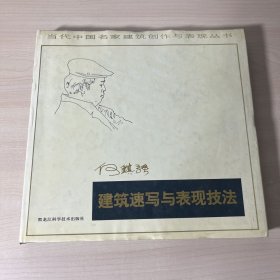 当代中国名家建筑创作与表现丛书
建筑速写与表现技法
黑龙江科学技术出版社